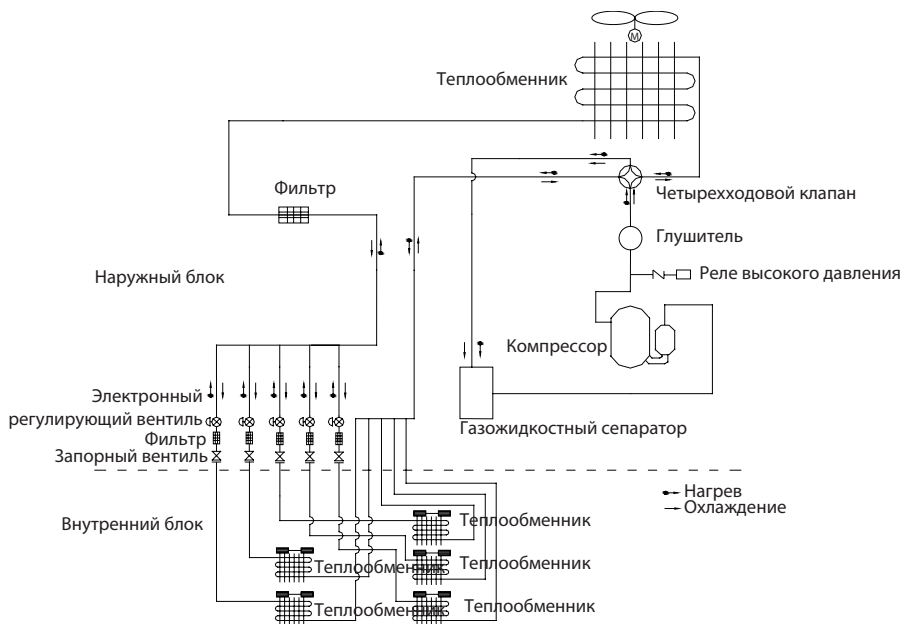 M
Теплообменник
Четырехходовой клапан
Фильтр
Глушитель
Наружный блок
Реле высокого давления
Компрессор
Электронный
регулирующий вентиль
Фильтр
Запорный вентиль
Газожидкостный сепаратор
Нагрев
Охлаждение
Внутренний блок
Теплообменник
Теплообменник
Теплообменник
Теплообменник
Теплообменник